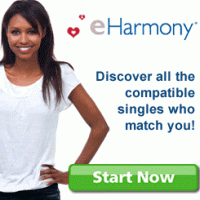 eHarmony®
Discover all the
compatible
singles who
match you!
Start Now